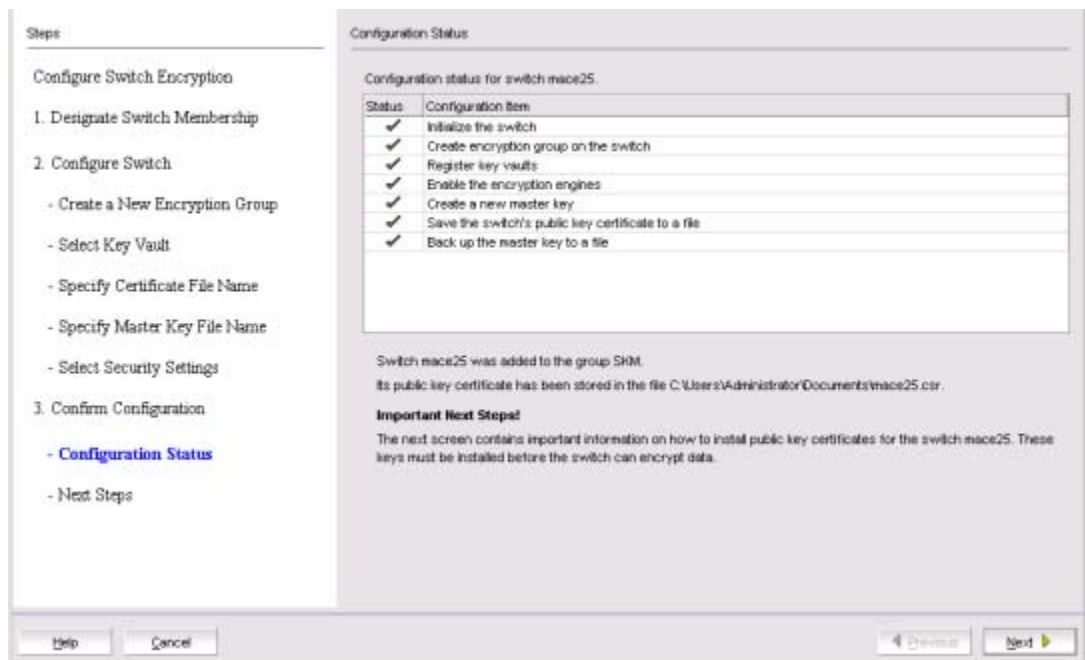 Steps
Configure Switch Encryption
1. Designate Switch Membership
2. Configure Switch
- Create a New Encryption Group
- Select Key Vault
- Specify Certificate File Name
- Specify Master Key File Name
- Select Security Settings
3. Confirm Configuration
- Configuration Status
- Next Steps
Configuration Status
Configuration status for switch mace25.
Status Configuration Item
Initialize the switch
Create encryption group on the switch
Register key vaults
Enable the encryption engines
Create a new master key
Save the switch's public key certificate to a file
Back up the master key to a file
Switch mace25 was added to the group SKM.
Its public key certificate has been stored in the file C:\Users\Administrator\Documents\mace25.csr.
Important Next Steps!
The next screen contains important information on how to install public key certificates for the switch mace25. These
keys must be installed before the switch can encrypt data.
Help Cancel Previous Next